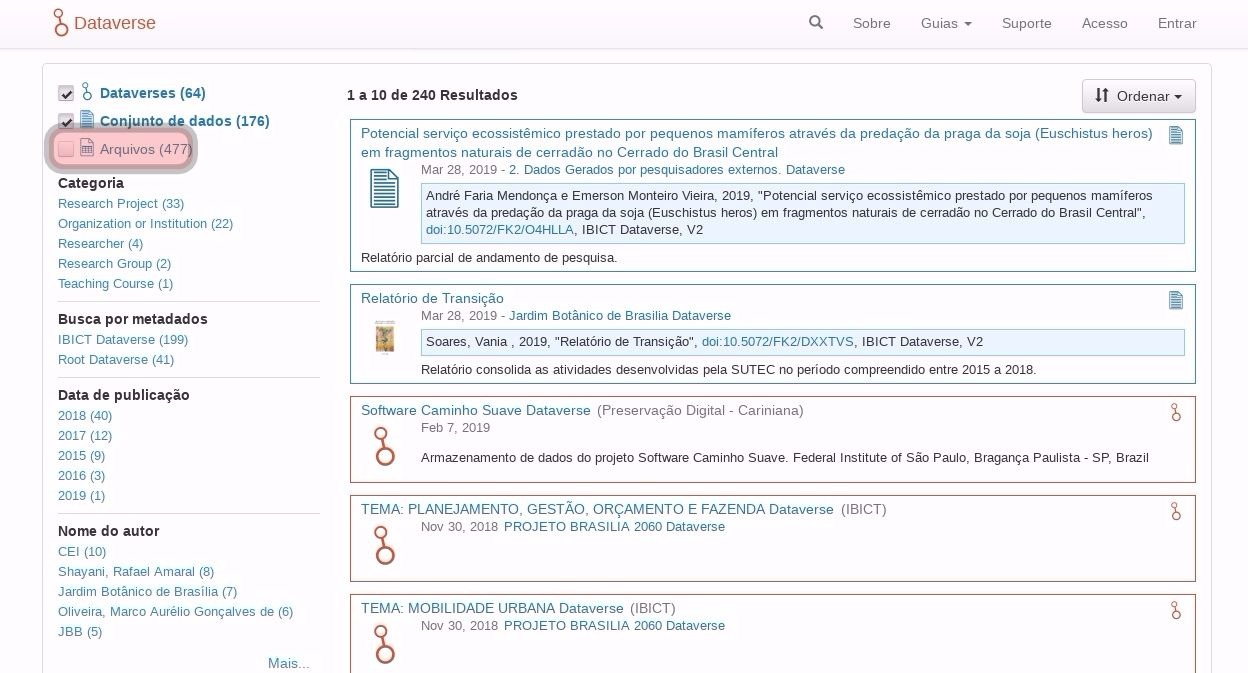 Dataverse
Sobre
Guias
Suporte
Acesso
Entrar
Dataverses (64)
Conjunto de dados (176)
Arquivos (477)
Categoria
Research Project (33)
Organization or Institution (22)
Researcher (4)
Research Group (2)
Teaching Course (1)
Busca por metadados
IBICT Dataverse (199)
Root Dataverse (41)
Data de publicação
2018 (40)
2017 (12)
2015 (9)
2016 (3)
2019 (1)
Nome do autor
CEI (10)
Shayani, Rafael Amaral (8)
Jardim Botânico de Brasília (7)
Oliveira, Marco Aurélio Gonçalves de (6)
JBB (5)
Mais...
1 a 10 de 240 Resultados
Ordenar
Potencial serviço ecossistêmico prestado por pequenos mamíferos através da predação da praga da soja (Euschistus heros)
em fragmentos naturais de cerradão no Cerrado do Brasil Central
Mar 28, 2019 - 2. Dados Gerados por pesquisadores externos. Dataverse
André Faria Mendonça e Emerson Monteiro Vieira, 2019, "Potencial serviço ecossistêmico prestado por pequenos mamíferos
através da predação da praga da soja (Euschistus heros) em fragmentos naturais de cerradão no Cerrado do Brasil Central",
doi:10.5072/FK2/O4HLLA, IBICT Dataverse, V2
Relatório parcial de andamento de pesquisa.
Relatório de Transição
Mar 28, 2019 - Jardim Botânico de Brasilia Dataverse
Soares, Vania , 2019, "Relatório de Transição", doi:10.5072/FK2/DXXTVS, IBICT Dataverse, V2
Relatório consolida as atividades desenvolvidas pela SUTEC no período compreendido entre 2015 a 2018.
Software Caminho Suave Dataverse (Preservação Digital - Cariniana)
Feb 7, 2019
Armazenamento de dados do projeto Software Caminho Suave. Federal Institute of São Paulo, Bragança Paulista - SP, Brazil
TEMA: PLANEJAMENTO, GESTÃO, ORÇAMENTO E FAZENDA Dataverse (IBICT)
Nov 30, 2018 PROJETO BRASILIA 2060 Dataverse
TEMA: MOBILIDADE URBANA Dataverse (IBICT)
Nov 30, 2018 PROJETO BRASILIA 2060 Dataverse